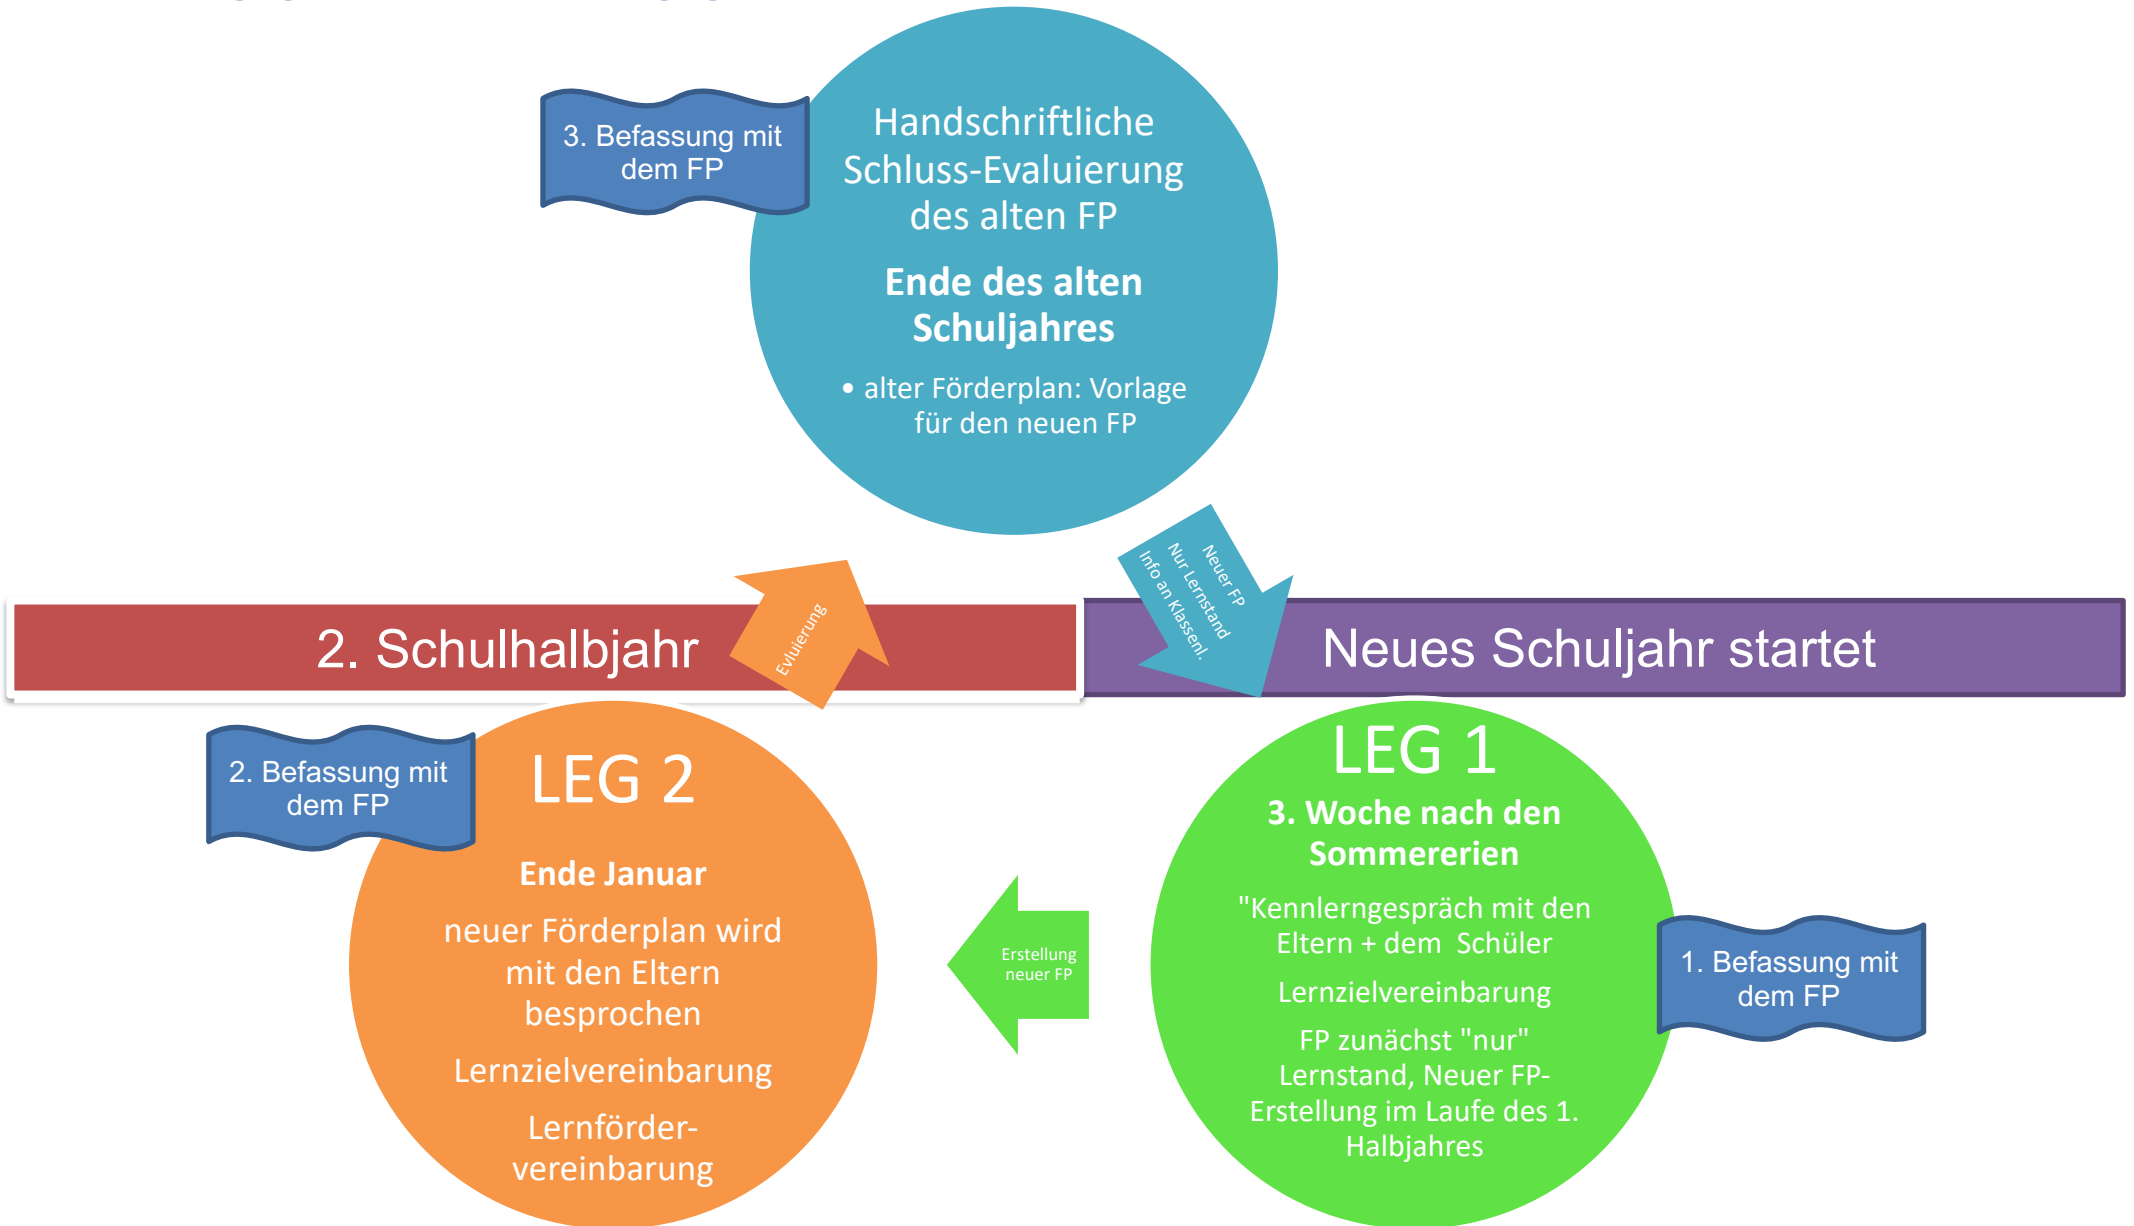 3. Befassung mit
dem FP
Handschriftliche
Schluss-Evaluierung
des alten FP
Ende des alten
Schuljahres
• alter Förderplan: Vorlage
für den neuen FP
Neuer FP
Nur Lernstand
Info an Klassenl.
Evluierung
2. Schulhalbjahr
Neues Schuljahr startet
LEG 1
3. Woche nach den
Sommererien
"Kennlerngespräch mit den
Eltern + dem  Schüler
Lernzielvereinbarung
FP zunächst "nur"
Lernstand, Neuer FP-
Erstellung im Laufe des 1.
Halbjahres
1. Befassung mit
dem FP
Erstellung
neuer FP
2. Befassung mit
dem FP
LEG 2
Ende Januar
neuer Förderplan wird
mit den Eltern
besprochen
Lernzielvereinbarung
Lernförder-
vereinbarung